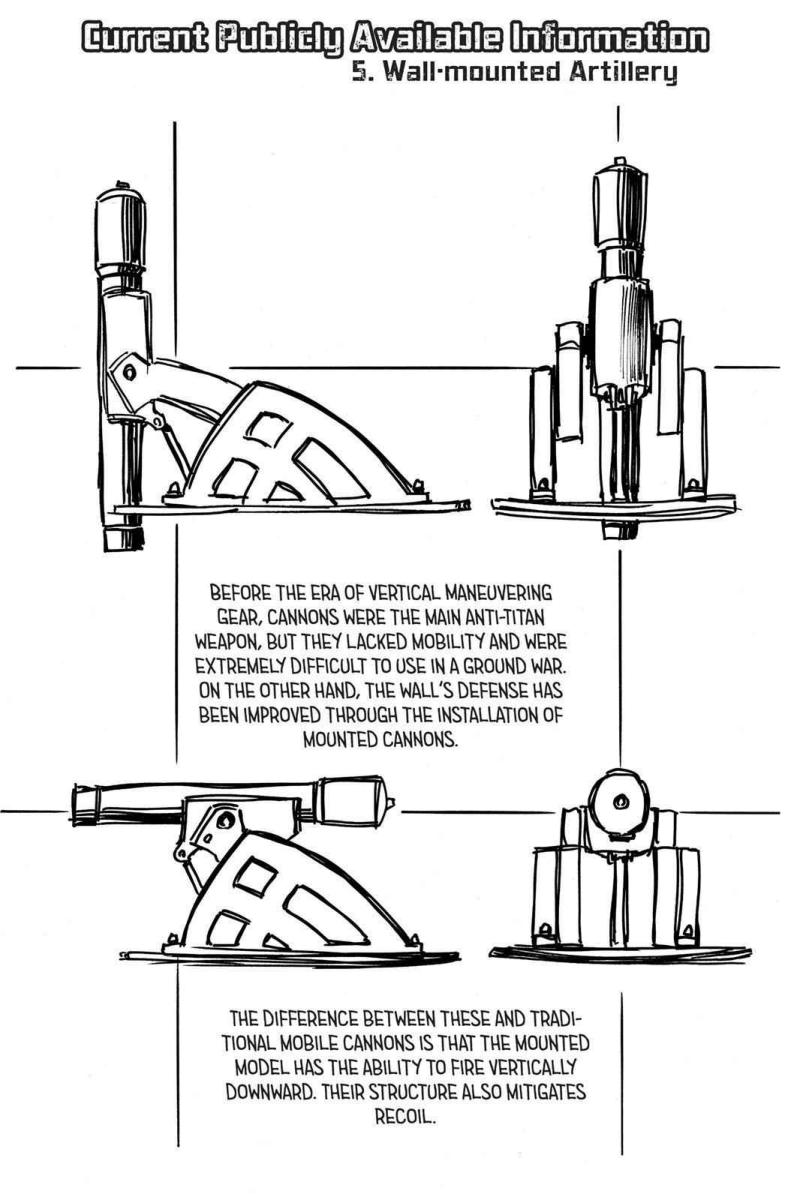 Current Publicly Available Information
5. Wall-mounted Artillery
BEFORE THE ERA OF VERTICAL MANEUVERING
GEAR, CANNONS WERE THE MAIN ANTI-TITAN
WEAPON, BUT THEY LACKED MOBILITY AND WERE
EXTREMELY DIFFICULT TO USE IN A GROUND WAR.
ON THE OTHER HAND, THE WALL'S DEFENSE HAS
BEEN IMPROVED THROUGH THE INSTALLATION OF
MOUNTED CANNONS.
THE DIFFERENCE BETWEEN THESE AND TRADI-
TIONAL MOBILE CANNONS IS THAT THE MOUNTED
MODEL HAS THE ABILITY TO FIRE VERTICALLY
DOWNWARD. THEIR STRUCTURE ALSO MITIGATES
RECOIL.